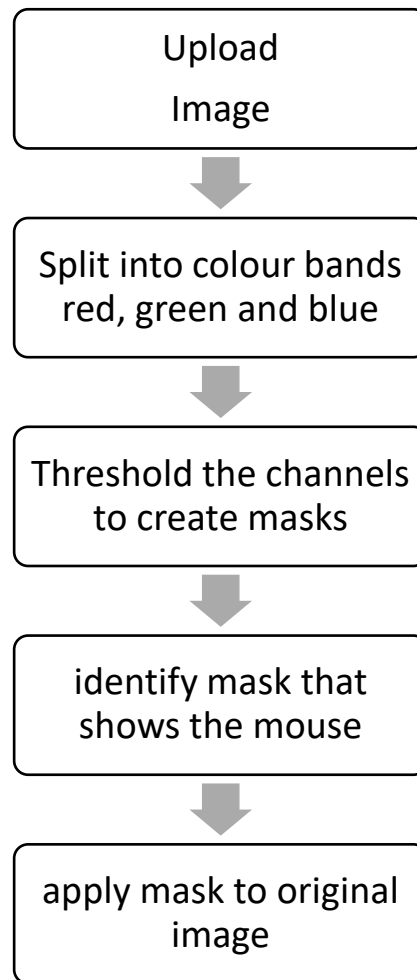 Upload
Image
Split into colour bands
red, green and blue
Threshold the channels
to create masks
identify mask that
shows the mouse
apply mask to original
image